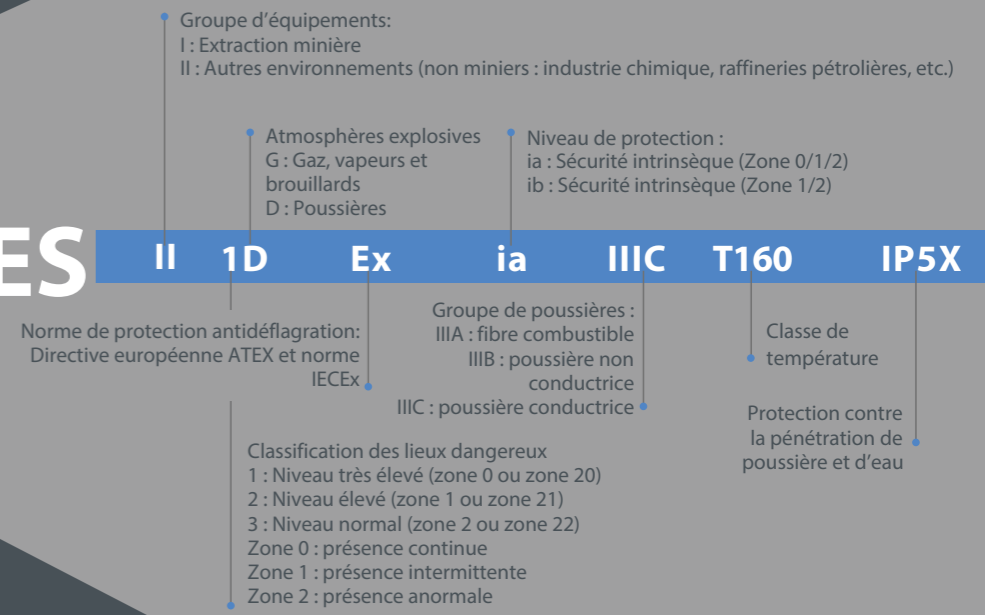 Groupe d'équipements:
I : Extraction minière
II : Autres environnements (non miniers : industrie chimique, raffineries pétrolières, etc.)
Atmosphères explosives
G : Gaz, vapeurs et
brouillards
D : Poussières
Niveau de protection :
ia : Sécurité intrinsèque (Zone 0/1/2)
ib : Sécurité intrinsèque (Zone 1/2)
ES
II 1D Ex ia IIIC T160 IP5X
Norme de protection antidéflagration:
Directive européenne ATEX et norme
IECEx
Groupe de poussières :
IIIA : fibre combustible
IIIB : poussière non
conductrice
IIIC : poussière conductrice
Classe de
température
Protection contre
la pénétration de
poussière et d'eau
Classification des lieux dangereux
1 : Niveau très élevé (zone 0 ou zone 20)
2 : Niveau élevé (zone 1 ou zone 21)
3 : Niveau normal (zone 2 ou zone 22)
Zone 0 : présence continue
Zone 1 : présence intermittente
Zone 2 : présence anormale